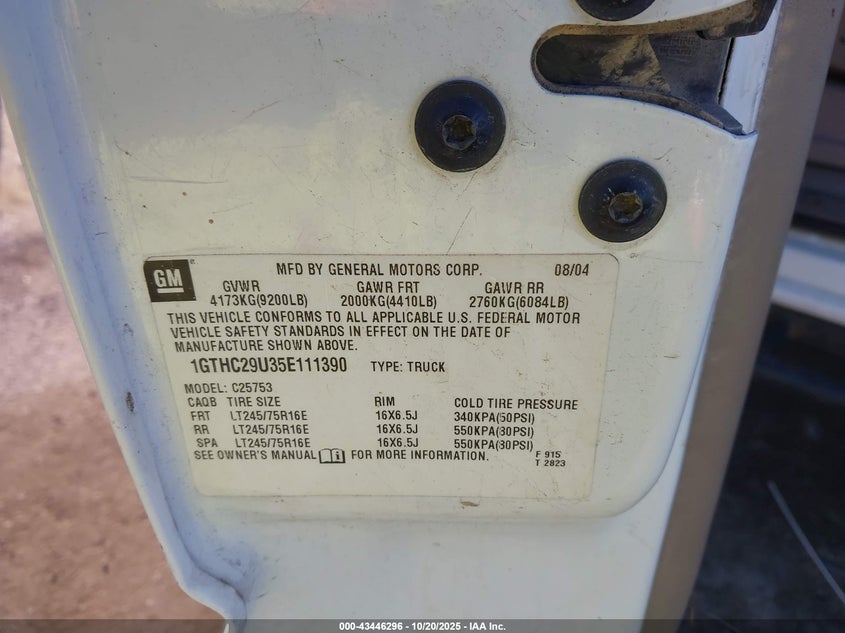 GM
MFD BY GENERAL MOTORS CORP. 08/04
GVWR GAWR FRT GAWR RR
4173KG(9200LB) 2000KG(4410LB) 2760KG(6084LB)
THIS VEHICLE CONFORMS TO ALL APPLICABLE U.S. FEDERAL MOTOR
VEHICLE SAFETY STANDARDS IN EFFECT ON THE DATE OF
MANUFACTURE SHOWN ABOVE.
1GTHC29U35E111390 TYPE: TRUCK
MODEL: C25753
CAQB TIRE SIZE RIM COLD TIRE PRESSURE
FRT LT245/75R16E 16X6.5J 340KPA(50PSI)
RR LT245/75R16E 16X6.5J 550KPA(80PSI)
SPA LT245/75R16E 16X6.5J 550KPA(80PSI)
SEE OWNER'S MANUAL FOR MORE INFORMATION.
F 915
T 2823
000-43446296 - 10/20/2025 - IAA Inc.